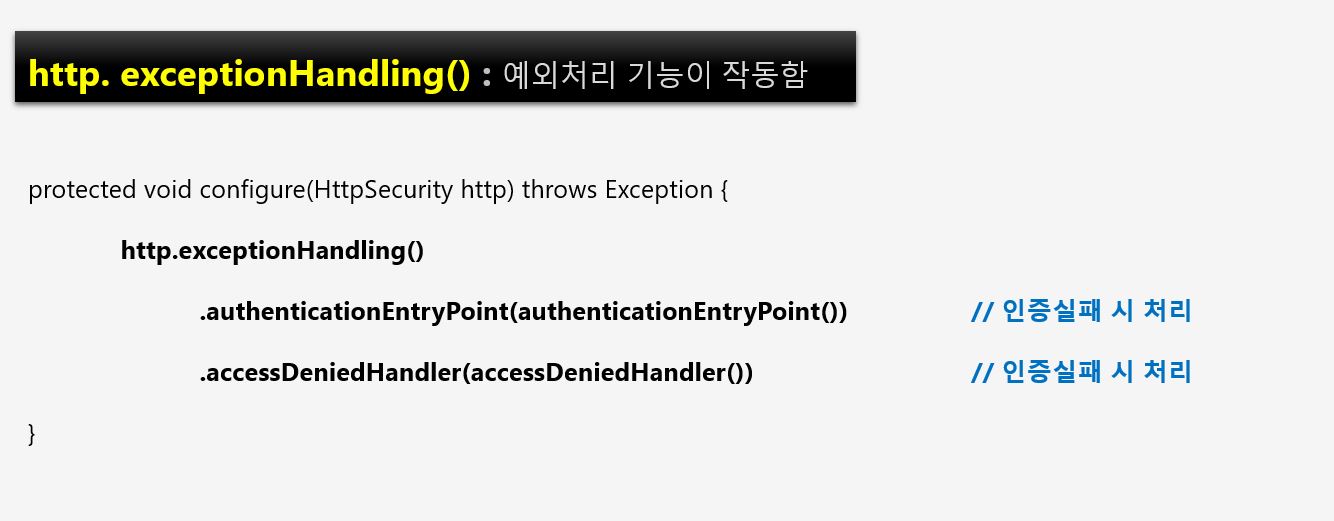 http. exceptionHandling() : 예외처리 기능이 작동함
protected void configure(HttpSecurity http) throws Exception {
http.exceptionHandling()
.authenticationEntryPoint(authenticationEntryPoint()) // 인증실패 시 처리
.accessDeniedHandler(accessDeniedHandler()) // 인증실패 시 처리
}